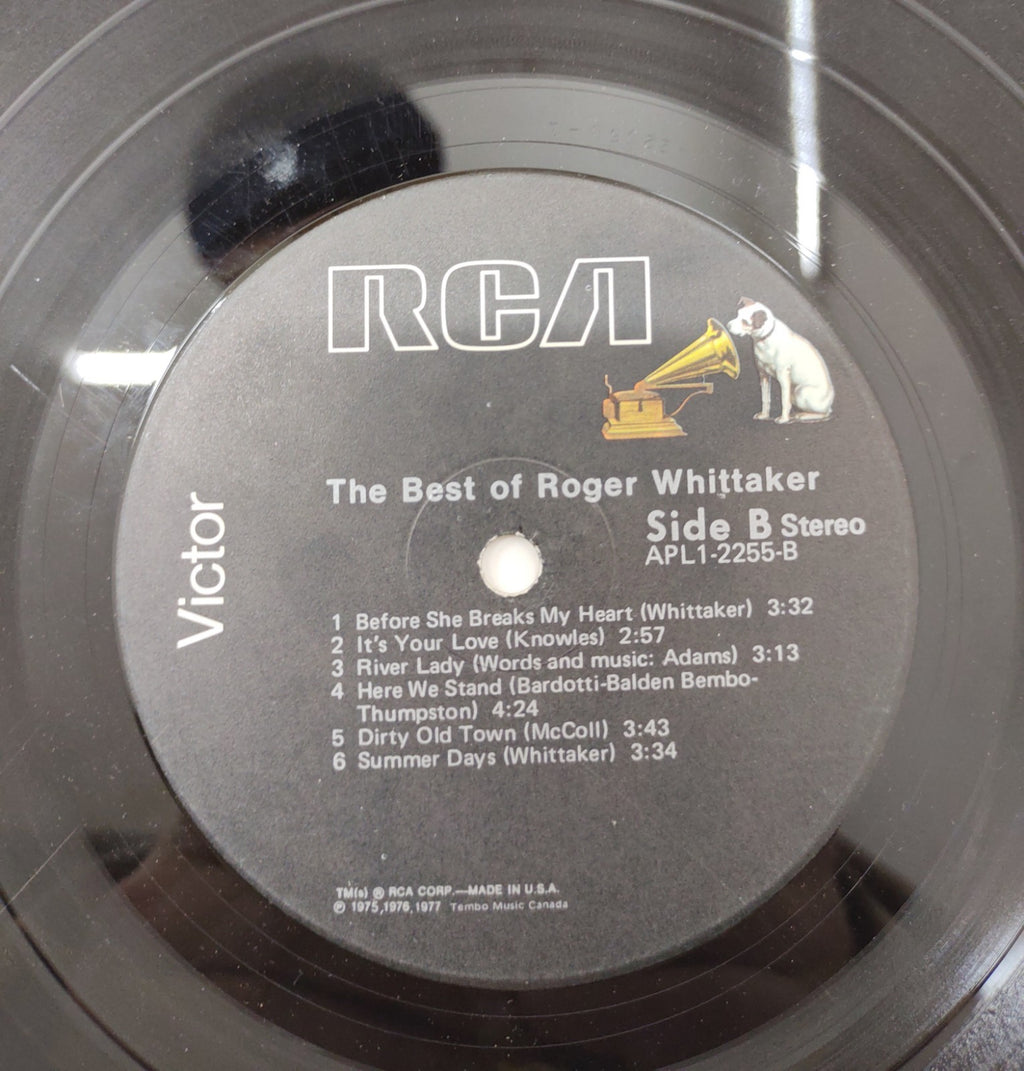 RCA
Victor
The Best of Roger Whittaker
Side B Stereo
APL1-2255-B
1 Before She Breaks My Heart (Whittaker) 3:32
2 It's Your Love (Knowles) 2:57
3 River Lady (Words and music: Adams) 3:13
4 Here We Stand (Bardotti-Balden Bembo-
Thumpston) 4:24
5 Dirty Old Town (McColl) 3:43
6 Summer Days (Whittaker) 3:34
TM(s) ® RCA CORP.—MADE IN U.S.A.
℗ 1975,1976,1977 Tembo Music Canada